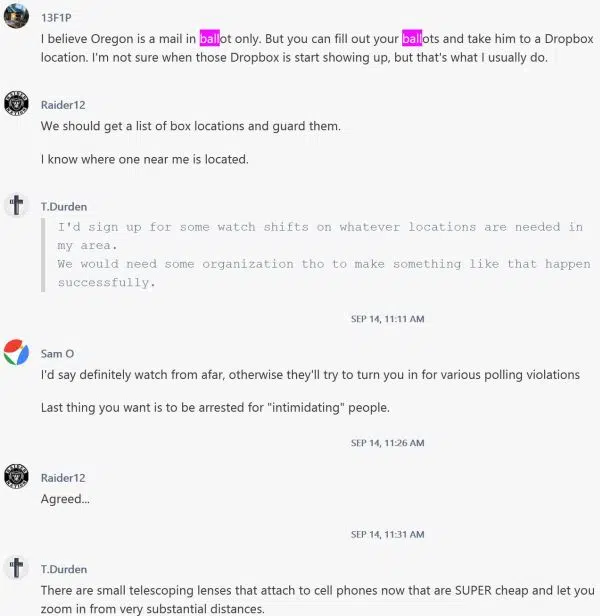 13F1P
I believe Oregon is a mail in ballot only. But you can fill out your ballots and take him to a Dropbox
location. I'm not sure when those Dropbox is start showing up, but that's what I usually do.
Raider12
We should get a list of box locations and guard them.
I know where one near me is located.
T.Durden
I'd sign up for some watch shifts on whatever locations are needed in
my area.
We would need some organization tho to make something like that happen
successfully.
SEP 14, 11:11 AM
Sam O
I'd say definitely watch from afar, otherwise they'll try to turn you in for various polling violations
Last thing you want is to be arrested for "intimidating" people.
SEP 14, 11:26 AM
Raider12
Agreed...
SEP 14, 11:31 AM
T.Durden
There are small telescoping lenses that attach to cell phones now that are SUPER cheap and let you
zoom in from very substantial distances.